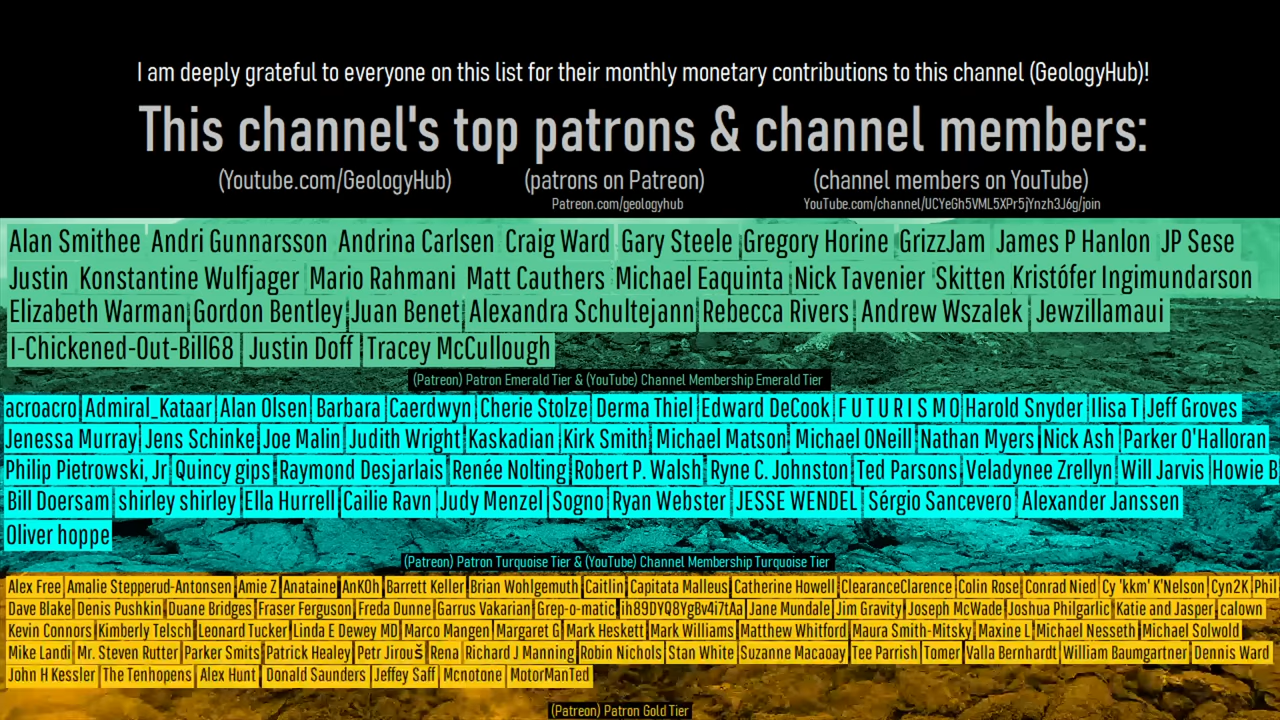 I am deeply grateful to everyone on this list for their monthly monetary contributions to this channel (GeologyHub)!
This channel's top patrons & channel members:
(Youtube.com/GeologyHub) (patrons on Patreon) (channel members on YouTube)
Patreon.com/geologyhub YouTube.com/channel/UCYeGh5VML5XPr5jYnzh3J6g/join
Alan Smithee Andri Gunnarsson Andrina Carlsen Craig Ward Gary Steele Gregory Horine GrizzJam James P Hanlon JP Sese
Justin Konstantine Wulfjager Mario Rahmani Matt Cauthers Michael Eaquinta Nick Tavenier Skitten Kristófer Ingimundarson
Elizabeth Warman Gordon Bentley Juan Benet Alexandra Schultejann Rebecca Rivers Andrew Wszalek Jewzillamaui
I-Chickened-Out-Bill68 Justin Doff Tracey McCullough
(Patreon) Patron Emerald Tier & (YouTube) Channel Membership Emerald Tier
acroacro Admiral_Kataar Alan Olsen Barbara Caerdwyn Cherie Stolze Derma Thiel Edward DeCook F U T U R I S M O Harold Snyder Ilisa T Jeff Groves
Jenessa Murray Jens Schinke Joe Malin Judith Wright Kaskadian Kirk Smith Michael Matson Michael ONeill Nathan Myers Nick Ash Parker O'Halloran
Philip Pietrowski, Jr Quincy gips Raymond Desjarlais Renée Nolting Robert P. Walsh Ryne C. Johnston Ted Parsons Veladynee Zrellyn Will Jarvis Howie B
Bill Doersam shirley shirley Ella Hurrell Cailie Ravn Judy Menzel Sogno Ryan Webster JESSE WENDEL Sérgio Sancevero Alexander Janssen
Oliver hoppe
(Patreon) Patron Turquoise Tier & (YouTube) Channel Membership Turquoise Tier
Alex Free Amalie Stepperud-Antonsen Amie Z Anataine AnKOh Barrett Keller Brian Wohlgemuth Caitlin Capitata Malleus Catherine Howell ClearanceClarence Colin Rose Conrad Nied Cy 'kkm' K'Nelson Cyn2K Phil
Dave Blake Denis Pushkin Duane Bridges Fraser Ferguson Freda Dunne Garrus Vakarian Grep-o-matic ih89DYQ8YgBv4i7tAa Jane Mundale Jim Gravity Joseph McWade Joshua Philgarlic Katie and Jasper calown
Kevin Connors Kimberly Telsch Leonard Tucker Linda E Dewey MD Marco Mangen Margaret G Mark Heskett Mark Williams Matthew Whitford Maura Smith-Mitsky Maxine L Michael Nesseth Michael Solwold
Mike Landi Mr. Steven Rutter Parker Smits Patrick Healey Petr Jirouš Rena Richard J Manning Robin Nichols Stan White Suzanne Macaoay Tee Parrish Tomer Valla Bernhardt William Baumgartner Dennis Ward
John H Kessler The Tenhopens Alex Hunt Donald Saunders Jeffey Saff Mcnotone MotorManTed
(Patreon) Patron Gold Tier